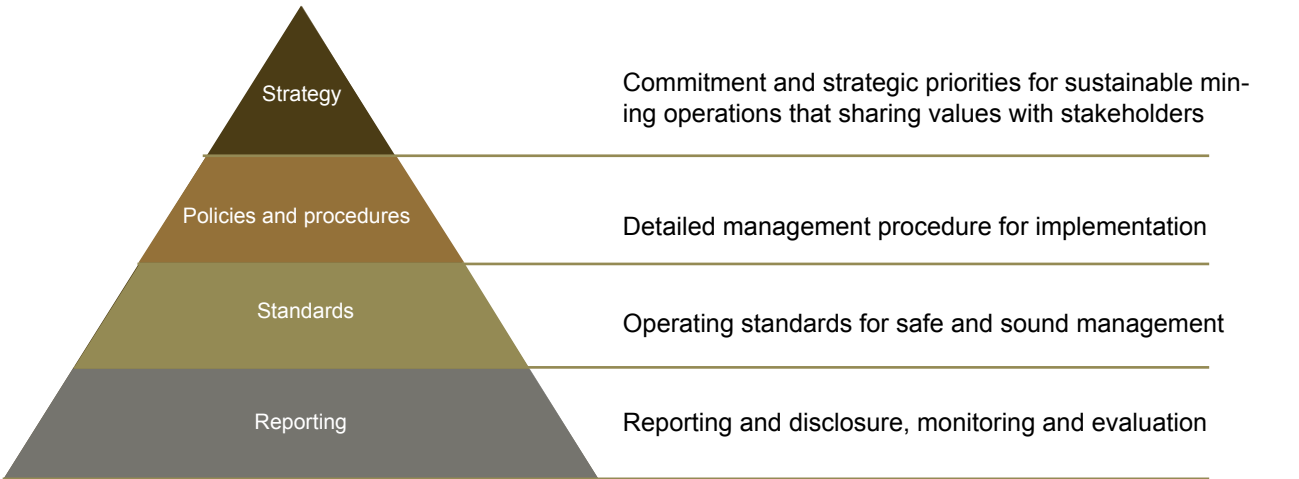 Strategy
Commitment and strategic priorities for sustainable min-
ing operations that sharing values with stakeholders
Policies and procedures
Detailed management procedure for implementation
Standards
Operating standards for safe and sound management
Reporting
Reporting and disclosure, monitoring and evaluation